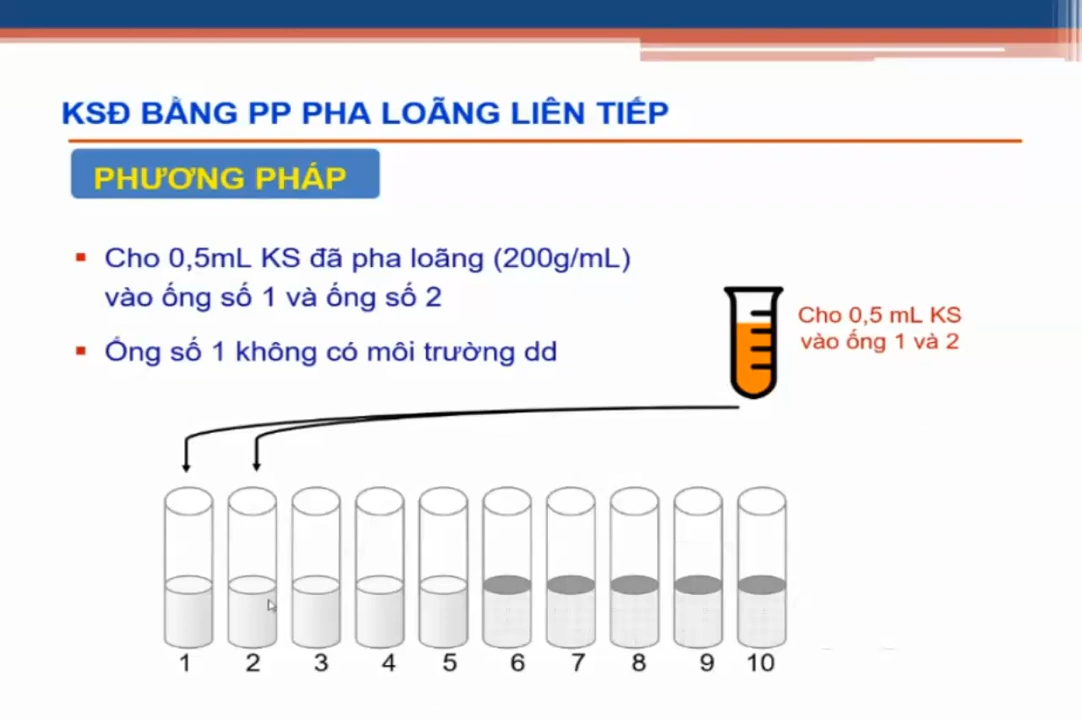 KSĐ BẰNG PP PHA LOÃNG LIÊN TIẾP
PHƯƠNG PHÁP
▪ Cho 0,5mL KS đã pha loãng (200g/mL)
vào ống số 1 và ống số 2
▪ Ống số 1 không có môi trường dd
Cho 0,5 mL KS
vào ống 1 và 2
1 2 3 4 5 6 7 8 9 10